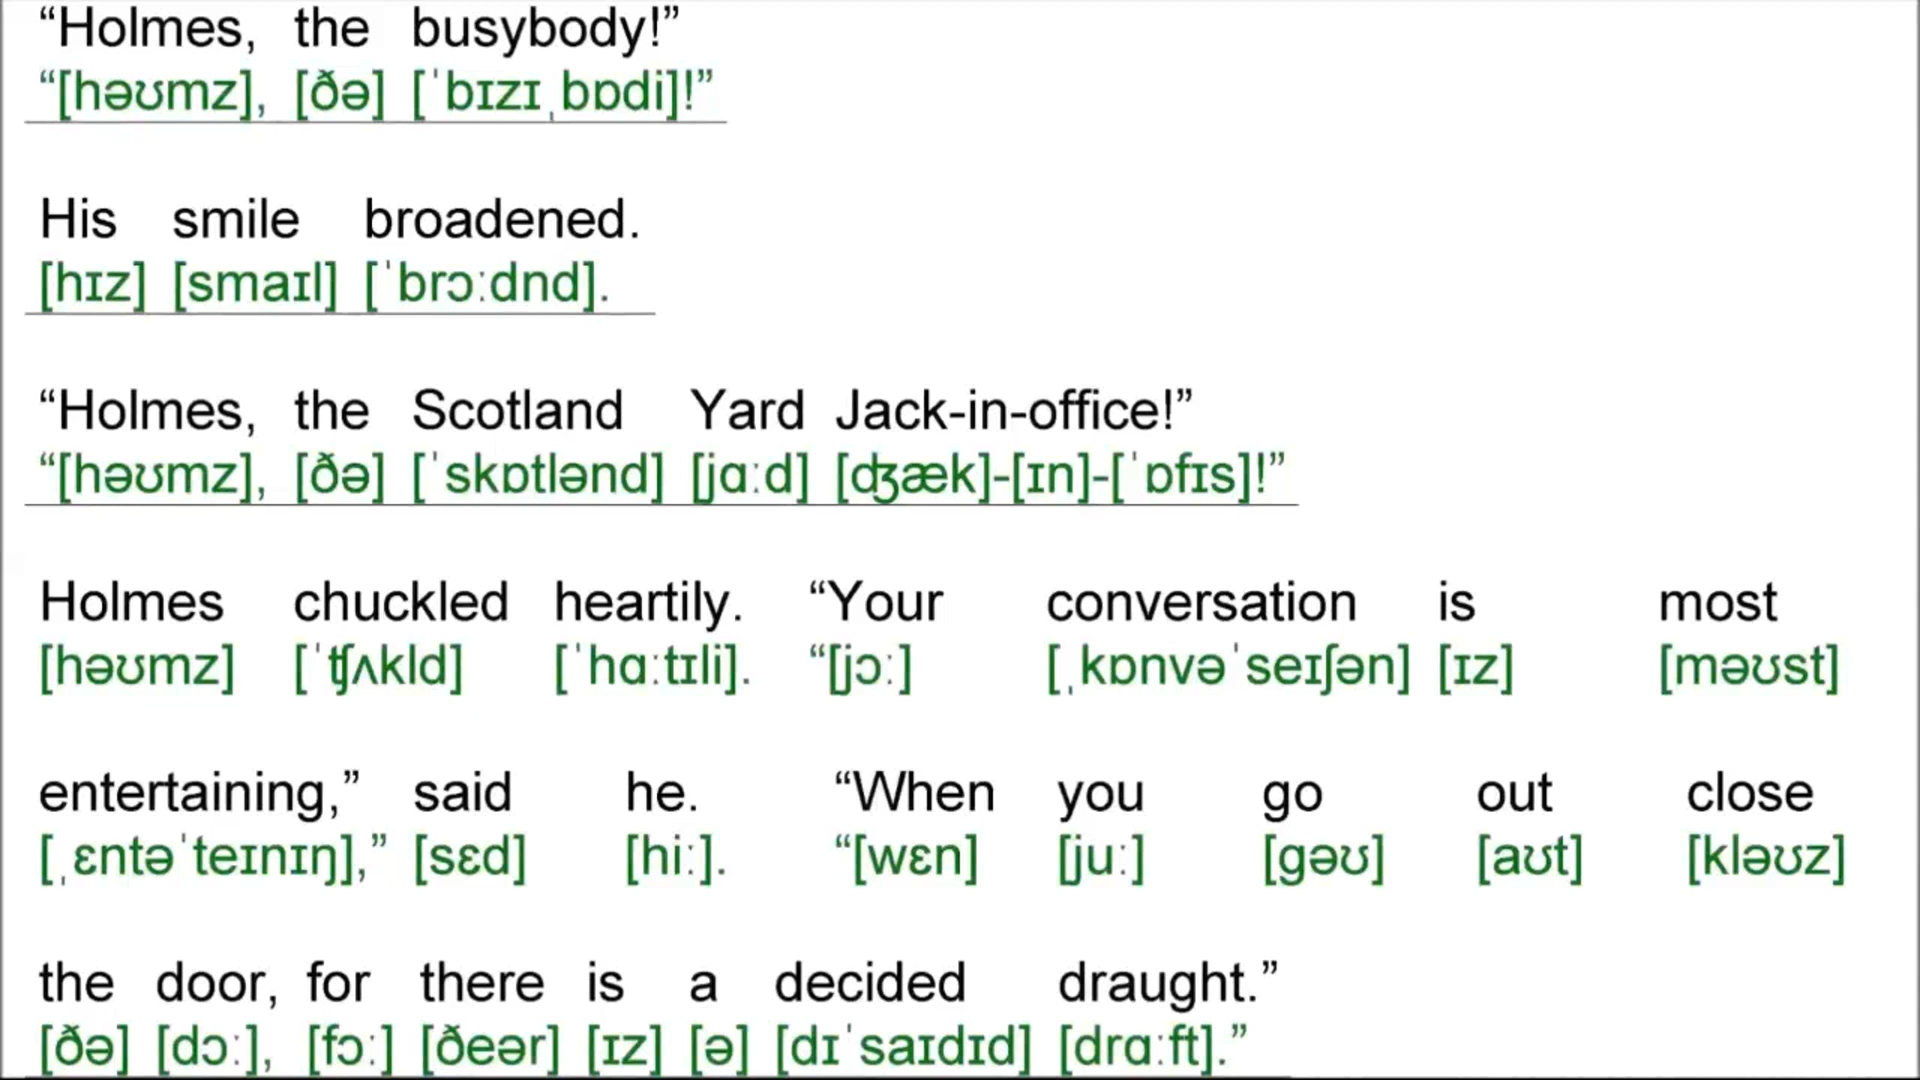 “Holmes, the busybody!”
“[həʊmz], [ðə] [ˈbɪzɪˌbɒdi]!”
His smile broadened.
[hɪz] [smaɪl] [ˈbrɔːdnd].
“Holmes, the Scotland Yard Jack-in-office!”
“[həʊmz], [ðə] [ˈskɒtlənd] [jɑːd] [ʤæk]-[ɪn]-[ˈɒfɪs]!”
Holmes chuckled heartily. “Your conversation is most
[həʊmz] [ˈʧʌkld] [ˈhɑːtɪli]. “[jɔː] [ˌkɒnvəˈseɪʃən] [ɪz] [məʊst]
entertaining,” said he. “When you go out close
[ˌɛntəˈteɪnɪŋ],” [sɛd] [hiː]. “[wɛn] [juː] [gəʊ] [aʊt] [kləʊz]
the door, for there is a decided draught.”
[ðə] [dɔː], [fɔː] [ðeər] [ɪz] [ə] [dɪˈsaɪdɪd] [drɑːft].”